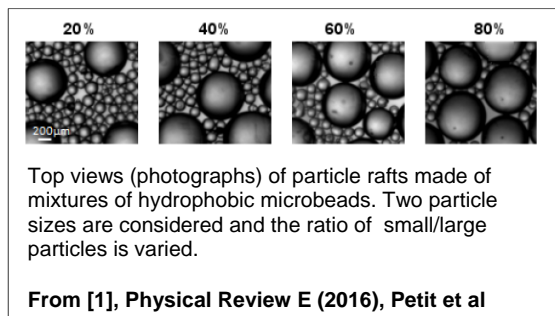 20% 40% 60% 80%
200µm
Top views (photographs) of particle rafts made of
mixtures of hydrophobic microbeads. Two particle
sizes are considered and the ratio of small/large
particles is varied.
From [1], Physical Review E (2016), Petit et al